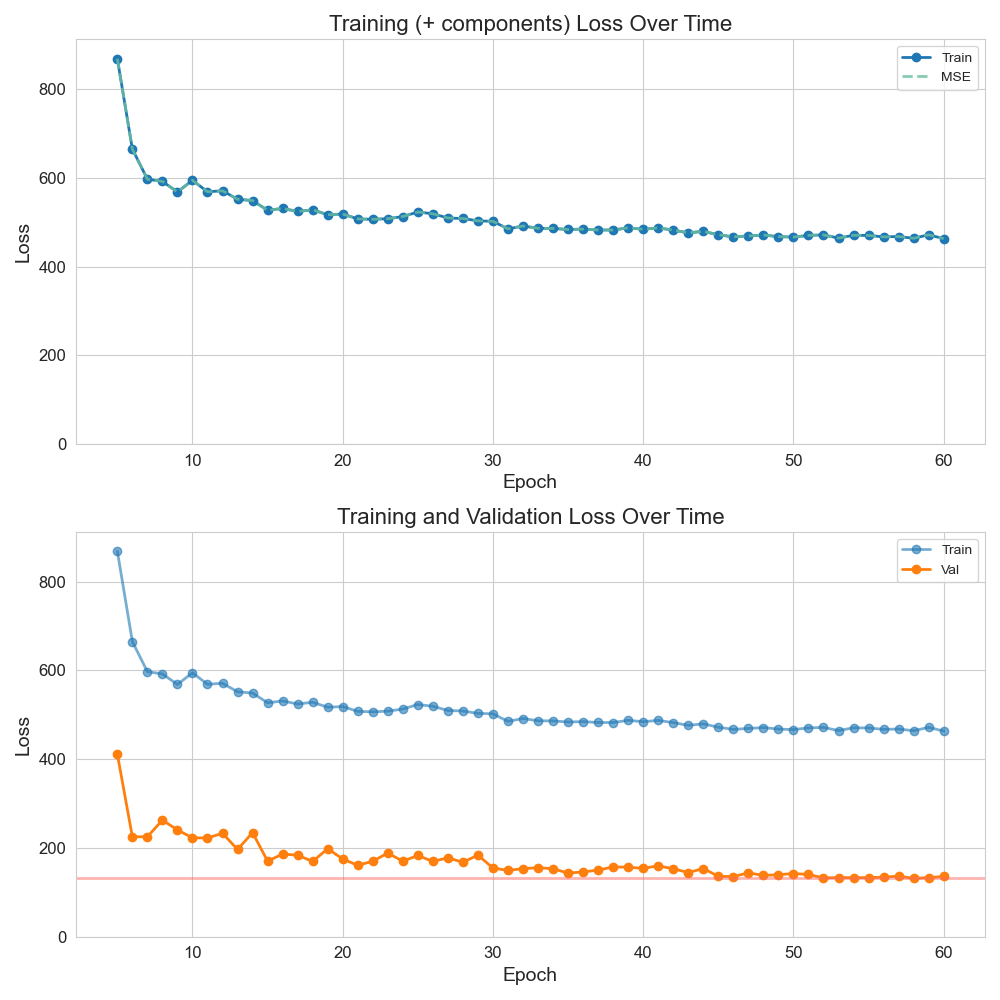 Training (+ components) Loss Over Time
Train
MSE
800
600
400
200
0
Loss
10 20 30 40 50 60
Epoch
Training and Validation Loss Over Time
Train
Val
800
600
400
200
0
Loss
10 20 30 40 50 60
Epoch